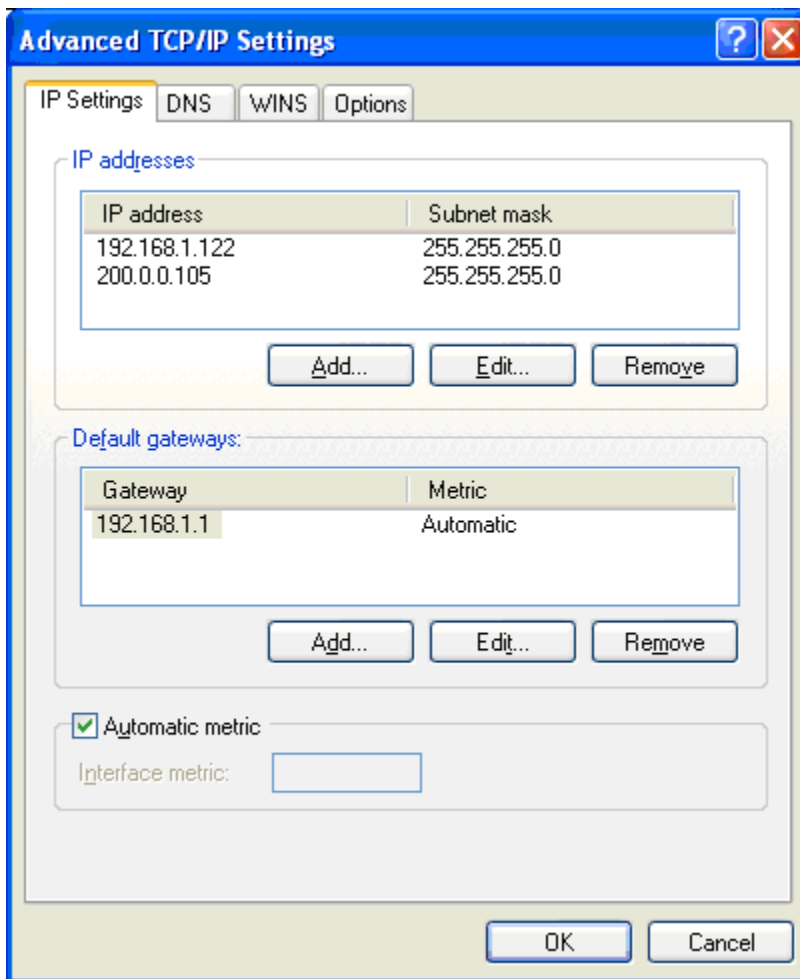 Advanced TCP/IP Settings
IP Settings DNS WINS Options
IP addresses
IP address Subnet mask
192.168.1.122 255.255.255.0
200.0.0.105 255.255.255.0
Add... Edit... Remove
Default gateways:
Gateway Metric
192.168.1.1 Automatic
Add... Edit... Remove
Automatic metric
Interface metric:
OK Cancel